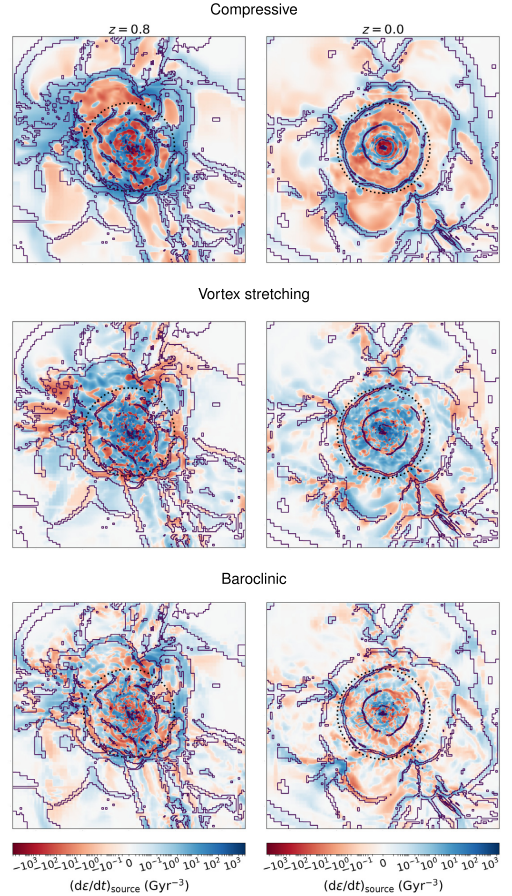 Compressive
z = 0.8 z = 0.0
Vortex stretching
Baroclinic
−10³ −10² −10¹ −10⁰ −10⁻¹ 0 10⁻¹ 10⁰ 10¹ 10² 10³ −10³ −10² −10¹ −10⁰ −10⁻¹ 0 10⁻¹ 10⁰ 10¹ 10² 10³
(dε/dt)source (Gyr⁻³) (dε/dt)source (Gyr⁻³)